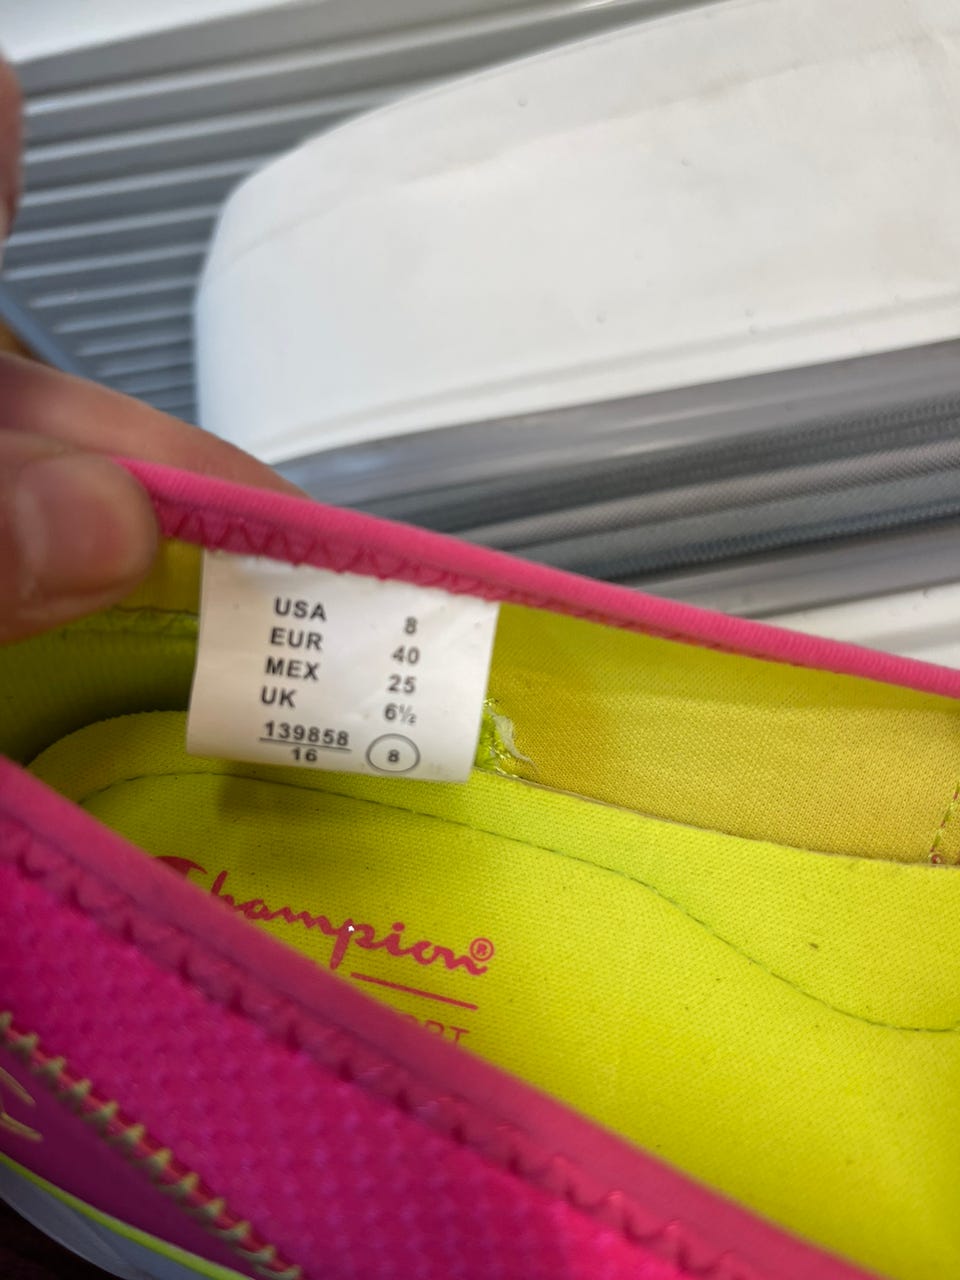 USA 8
EUR 40
MEX 25
UK 6½
139858
16 8
Champion®